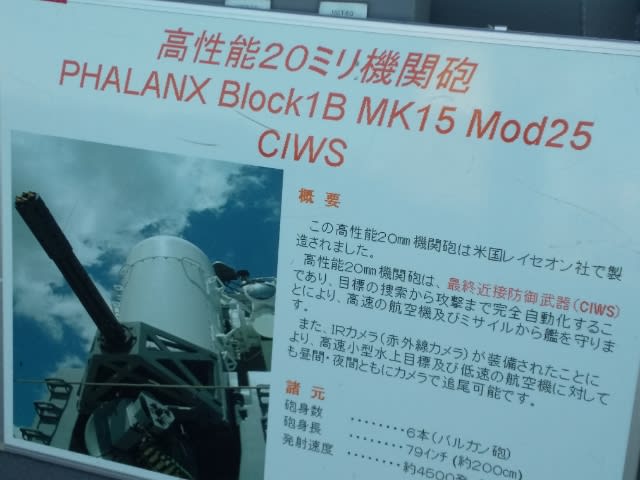 高性能20ミリ機関砲
PHALANX Block1B MK15 Mod25
CIWS
概要
この高性能20mm機関砲は米国レイセオン社で製
造されました。
高性能20mm機関砲は、最終近接防御武器(CIWS)
であり、目標の捜索から攻撃まで完全自動化するこ
とにより、高速の航空機及びミサイルから艦を守りま
す。
また、IRカメラ(赤外線カメラ)が装備されたことに
より、高速小型水上目標及び低速の航空機に対して
も昼間・夜間ともにカメラで追尾可能です。
諸元
砲身数 ········6本(バルカン砲)
砲身長 ········79インチ(約200cm)
発射速度 ········約4600発